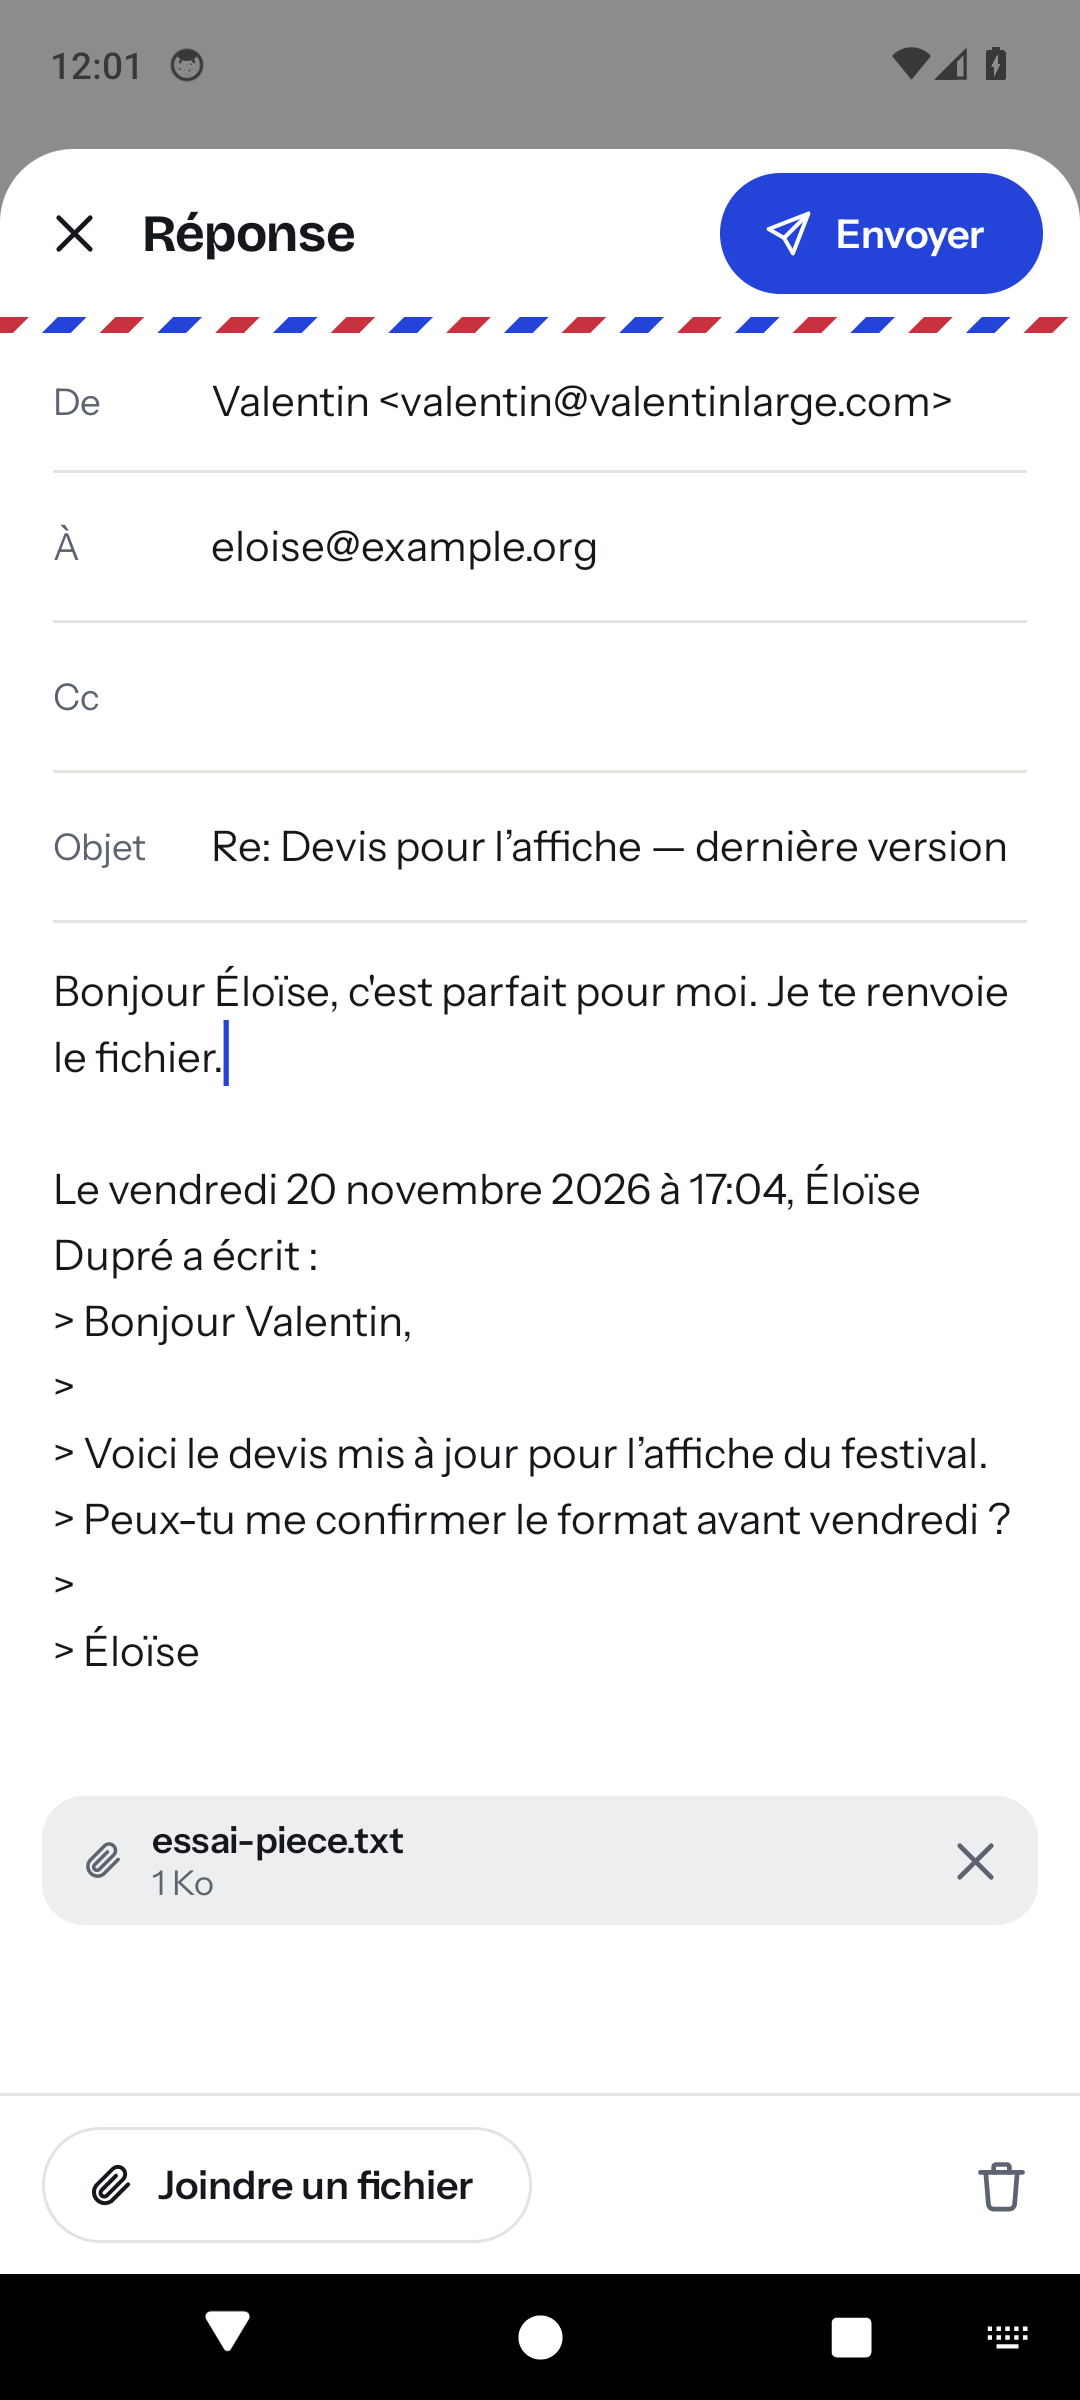 12:01
Réponse
Envoyer
De
Valentin <valentin@valentinlarge.com>
À
eloise@example.org
Cc
Objet
Re: Devis pour l’affiche — dernière version
Bonjour Éloïse, c'est parfait pour moi. Je te renvoie
le fichier.
Le vendredi 20 novembre 2026 à 17:04, Éloïse
Dupré a écrit :
> Bonjour Valentin,
>
> Voici le devis mis à jour pour l’affiche du festival.
> Peux-tu me confirmer le format avant vendredi ?
>
> Éloïse
essai-piece.txt
1 Ko
Joindre un fichier